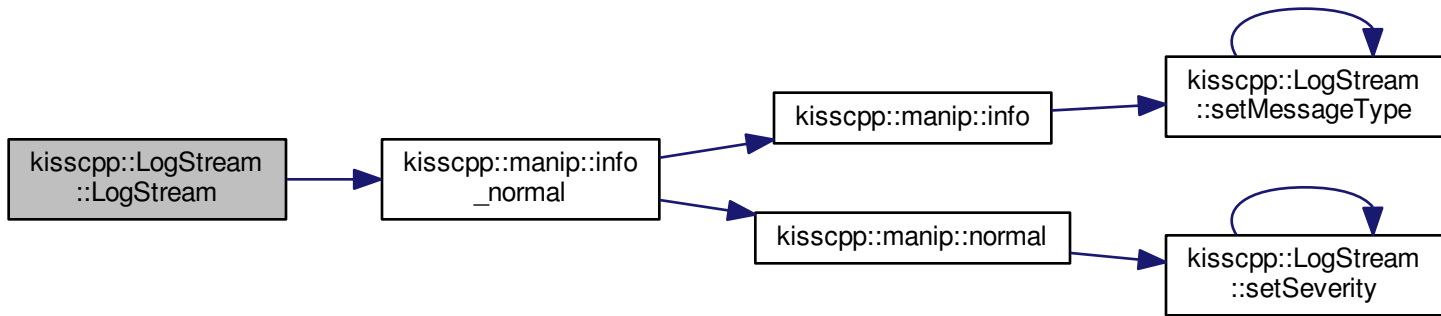 kisscpp::LogStream
::LogStream
kisscpp::manip::info
_normal
kisscpp::manip::info
kisscpp::manip::normal
kisscpp::LogStream
::setMessageType
kisscpp::LogStream
::setSeverity